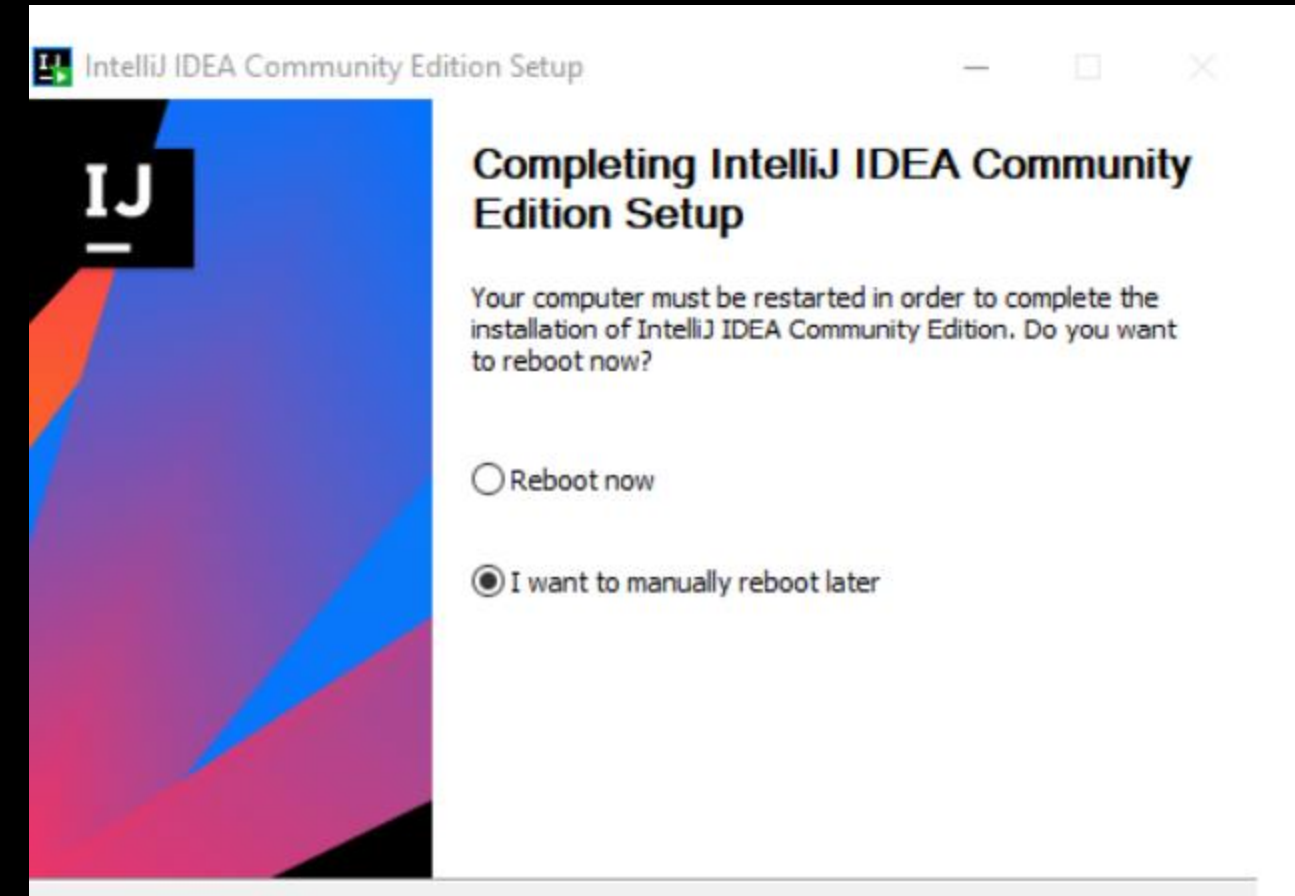 IntelliJ IDEA Community Edition Setup
IJ
Completing IntelliJ IDEA Community
Edition Setup
Your computer must be restarted in order to complete the
installation of IntelliJ IDEA Community Edition. Do you want
to reboot now?
Reboot now
I want to manually reboot later